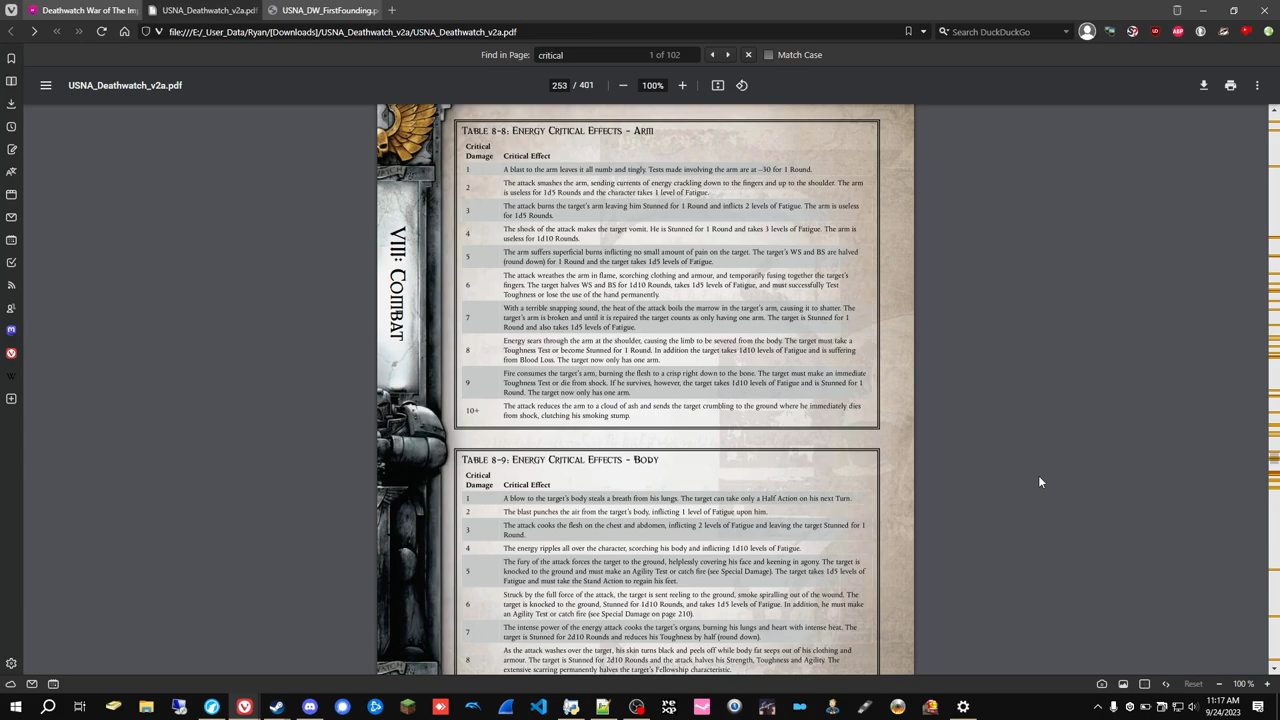 Deathwatch War of The Imp
USNA_Deathwatch_v2a.pdf
USNA_DW_FirstFounding.p
file:///E:/_User_Data/Ryan/[Downloads]/USNA_Deathwatch_v2a/USNA_Deathwatch_v2a.pdf
Search DuckDuckGo
Find in Page:
critical
1 of 102
Match Case
USNA_Deathwatch_v2a.pdf
253 / 401
100%
VIII: Combat
Table 8-8: Energy Critical Effects - Arm
Critical
Damage Critical Effect
1 A blast to the arm leaves it all numb and tingly. Tests made involving the arm are at –30 for 1 Round.
2 The attack smashes the arm, sending currents of energy crackling down to the fingers and up to the shoulder. The arm
is useless for 1d5 Rounds and the character takes 1 level of Fatigue.
3 The attack burns the target's arm leaving him Stunned for 1 Round and inflicts 2 levels of Fatigue. The arm is useless
for 1d5 Rounds.
4 The shock of the attack makes the target vomit. He is Stunned for 1 Round and takes 3 levels of Fatigue. The arm is
useless for 1d10 Rounds.
5 The arm suffers superficial burns inflicting no small amount of pain on the target. The target's WS and BS are halved
(round down) for 1 Round and the target takes 1d5 levels of Fatigue.
6 The attack wreathes the arm in flame, scorching clothing and armour, and temporarily fusing together the target's
fingers. The target halves WS and BS for 1d10 Rounds, takes 1d5 levels of Fatigue, and must successfully Test
Toughness or lose the use of the hand permanently.
7 With a terrible snapping sound, the heat of the attack boils the marrow in the target's arm, causing it to shatter. The
target's arm is broken and until it is repaired the target counts as only having one arm. The target is Stunned for 1
Round and also takes 1d5 levels of Fatigue.
8 Energy sears through the arm at the shoulder, causing the limb to be severed from the body. The target must take a
Toughness Test or become Stunned for 1 Round. In addition the target takes 1d10 levels of Fatigue and is suffering
from Blood Loss. The target now only has one arm.
9 Fire consumes the target's arm, burning the flesh to a crisp right down to the bone. The target must make an immediate
Toughness Test or die from shock. If he survives, however, the target takes 1d10 levels of Fatigue and is Stunned for 1
Round. The target now only has one arm.
10+ The attack reduces the arm to a cloud of ash and sends the target crumbling to the ground where he immediately dies
from shock, clutching his smoking stump.
Table 8-9: Energy Critical Effects - Body
Critical
Damage Critical Effect
1 A blow to the target's body steals a breath from his lungs. The target can take only a Half Action on his next Turn.
2 The blast punches the air from the target's body, inflicting 1 level of Fatigue upon him.
3 The attack cooks the flesh on the chest and abdomen, inflicting 2 levels of Fatigue and leaving the target Stunned for 1
Round.
4 The energy ripples all over the character, scorching his body and inflicting 1d10 levels of Fatigue.
5 The fury of the attack forces the target to the ground, helplessly covering his face and keening in agony. The target is
knocked to the ground and must make an Agility Test or catch fire (see Special Damage). The target takes 1d5 levels of
Fatigue and must take the Stand Action to regain his feet.
6 Struck by the full force of the attack, the target is sent reeling to the ground, smoke spiralling out of the wound. The
target is knocked to the ground, Stunned for 1d10 Rounds, and takes 1d5 levels of Fatigue. In addition, he must make
an Agility Test or catch fire (see Special Damage on page 210).
7 The intense power of the energy attack cooks the target's organs, burning his lungs and heart with intense heat. The
target is Stunned for 2d10 Rounds and reduces his Toughness by half (round down).
8 As the attack washes over the target, his skin turns black and peels off while body fat seeps out of his clothing and
armour. The target is Stunned for 2d10 Rounds and the attack halves his Strength, Toughness and Agility. The
extensive scarring permanently halves the target's Fellowship characteristic.
Reset
100 %
11:17 AM
9/24/2023